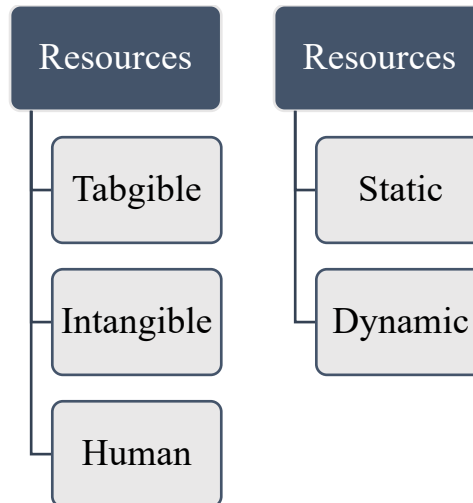 Resources
Tabgible
Intangible
Human
Resources
Static
Dynamic